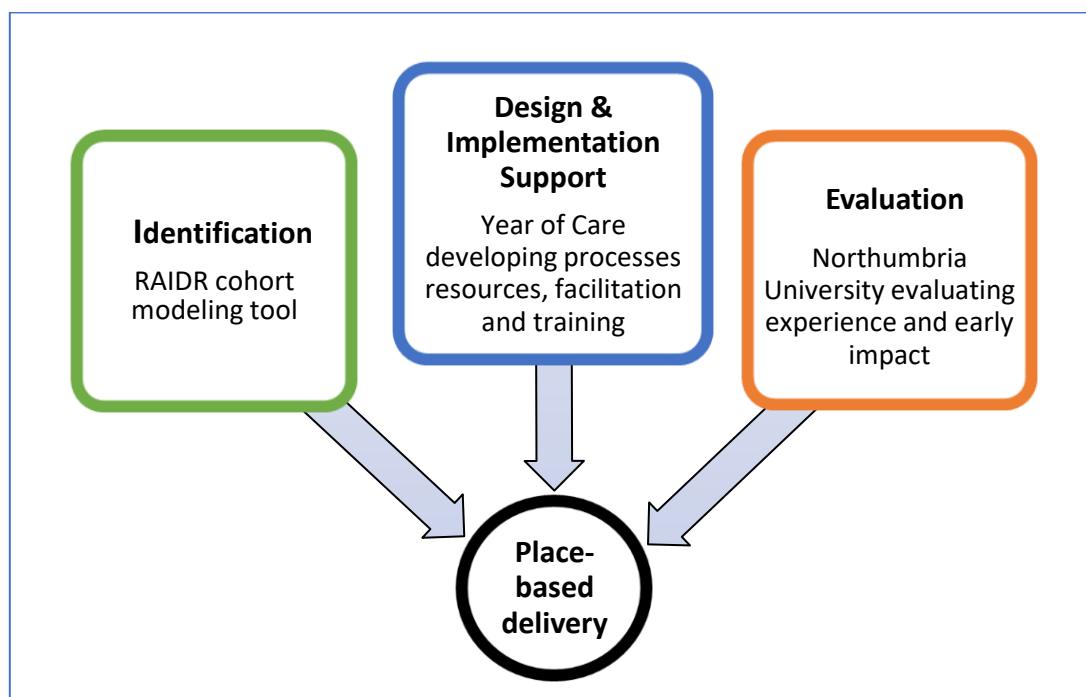 Identification
RAIDR cohort
modeling tool
Design &
Implementation
Support
Year of Care
developing processes
resources, facilitation
and training
Evaluation
Northumbria
University evaluating
experience and early
impact
Place-
based
delivery